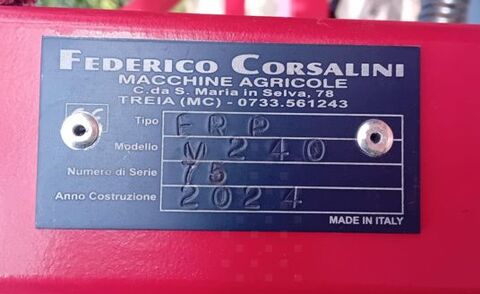 FEDERICO CORSALINI
MACCHINE AGRICOLE
C.da S. Maria in Selva, 78
TREIA (MC) - 0733.561243
Tipo FRP
Modello M 240
Numero di Serie 75
Anno Costruzione 2024
MADE IN ITALY